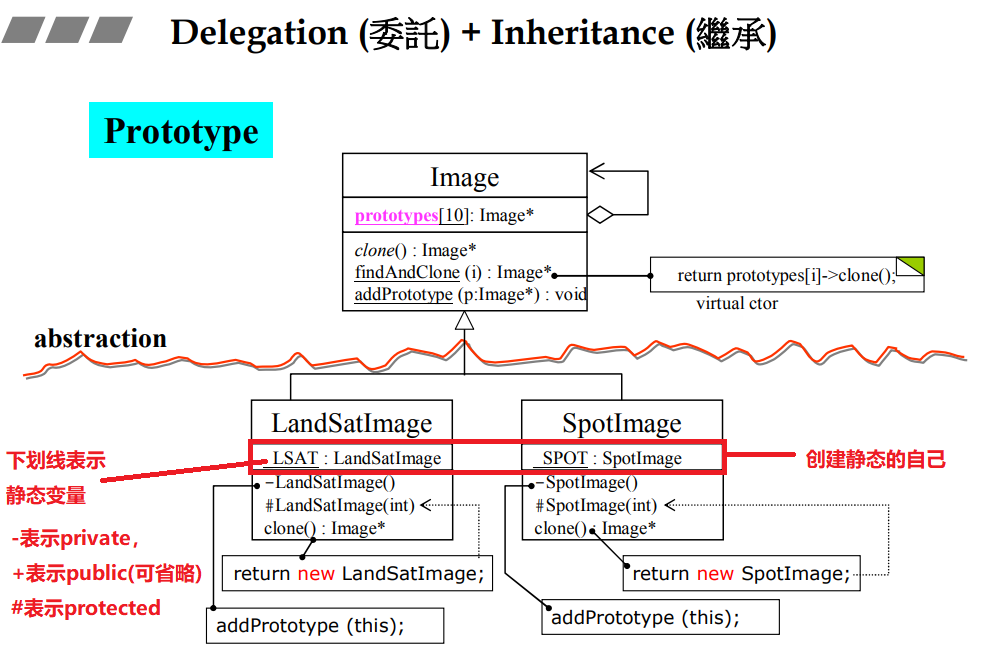 Delegation (委託) + Inheritance (繼承)
Prototype
Image
prototypes[10]: Image*
clone() : Image*
findAndClone (i) : Image*
addPrototype (p:Image*) : void
return prototypes[i]->clone();
virtual ctor
abstraction
LandSatImage
LSAT : LandSatImage
-LandSatImage()
#LandSatImage(int)
clone() : Image*
return new LandSatImage;
addPrototype (this);
SpotImage
SPOT : SpotImage
-SpotImage()
#SpotImage(int)
clone() : Image*
return new SpotImage;
addPrototype (this);
下划线表示
静态变量
-表示private，
+表示public(可省略)
#表示protected
创建静态的自己